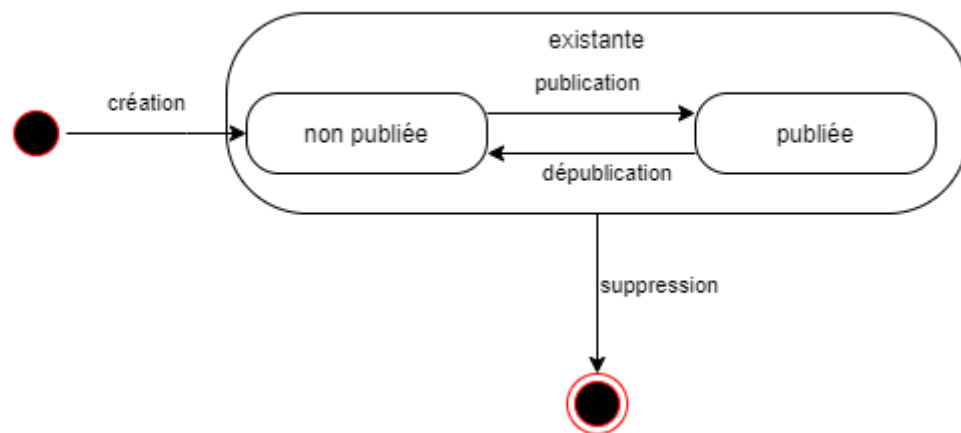 existante
publication
création
non publiée
publiée
dépublication
suppression